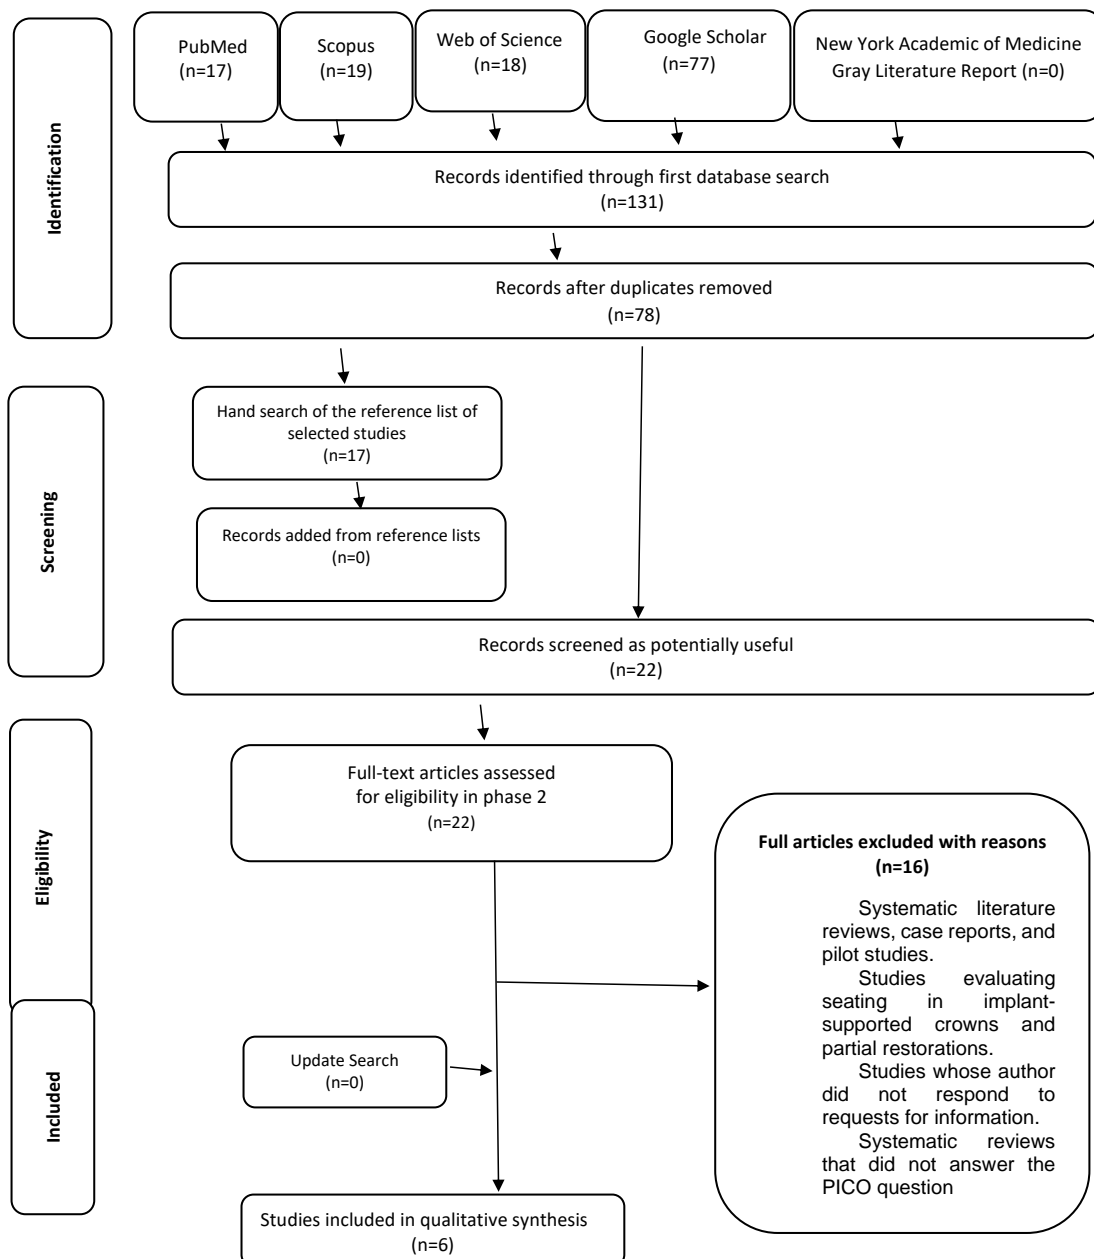 PubMed
(n=17)
Scopus
(n=19)
Web of Science
(n=18)
Google Scholar
(n=77)
New York Academic of Medicine
Gray Literature Report (n=0)
Identification
Records identified through first database search
(n=131)
Records after duplicates removed
(n=78)
Screening
Hand search of the reference list of
selected studies
(n=17)
Records added from reference lists
(n=0)
Records screened as potentially useful
(n=22)
Eligibility
Full-text articles assessed
for eligibility in phase 2
(n=22)
Full articles excluded with reasons
(n=16)
Systematic literature
reviews, case reports, and
pilot studies.
Studies evaluating
seating in implant-
supported crowns and
partial restorations.
Studies whose author
did not respond to
requests for information.
Systematic reviews
that did not answer the
PICO question
Included
Update Search
(n=0)
Studies included in qualitative synthesis
(n=6)